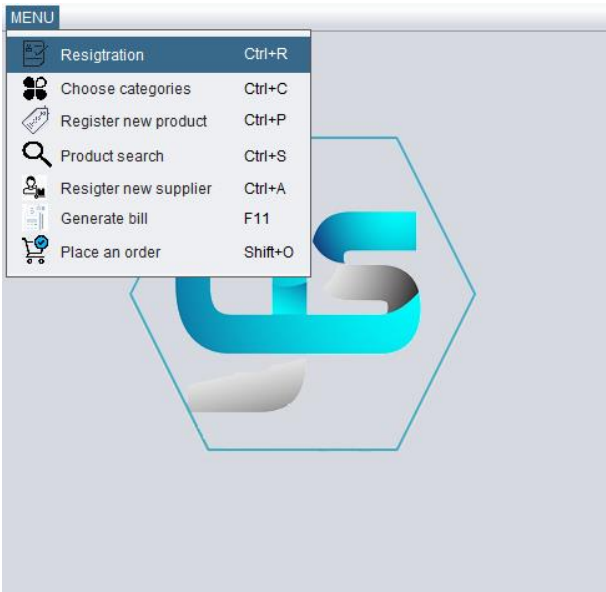 MENU
Resigtration Ctrl+R
Choose categories Ctrl+C
Register new product Ctrl+P
Product search Ctrl+S
Resigter new supplier Ctrl+A
Generate bill F11
Place an order Shift+O